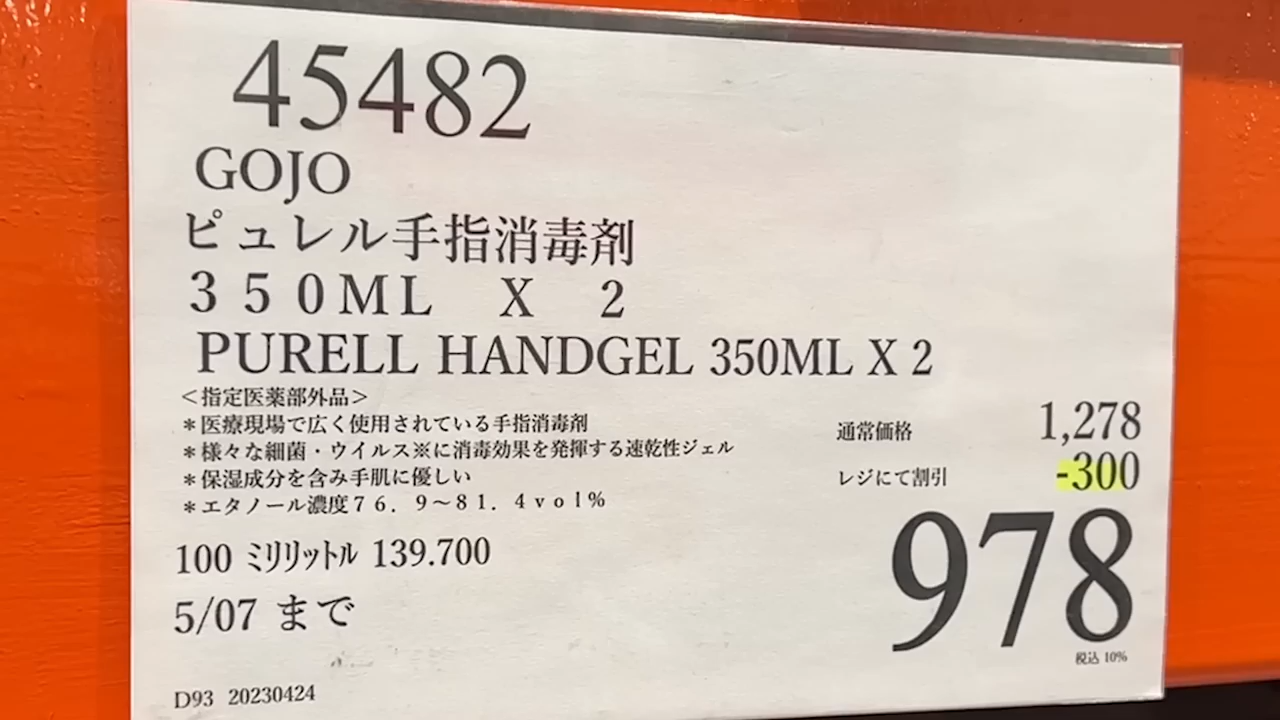 45482
GOJO
ピュレル手指消毒剤
３５０ＭＬ　Ｘ　２
PURELL HANDGEL 350ML X 2
＜指定医薬部外品＞
＊医療現場で広く使用されている手指消毒剤
＊様々な細菌・ウイルス※に消毒効果を発揮する速乾性ジェル
＊保湿成分を含み手肌に優しい
＊エタノール濃度７６．９～８１．４ｖｏｌ％
通常価格 1,278
レジにて割引 -300
978
税込 10%
100 ミリリットル 139.700
5/07 まで
D93 20230424